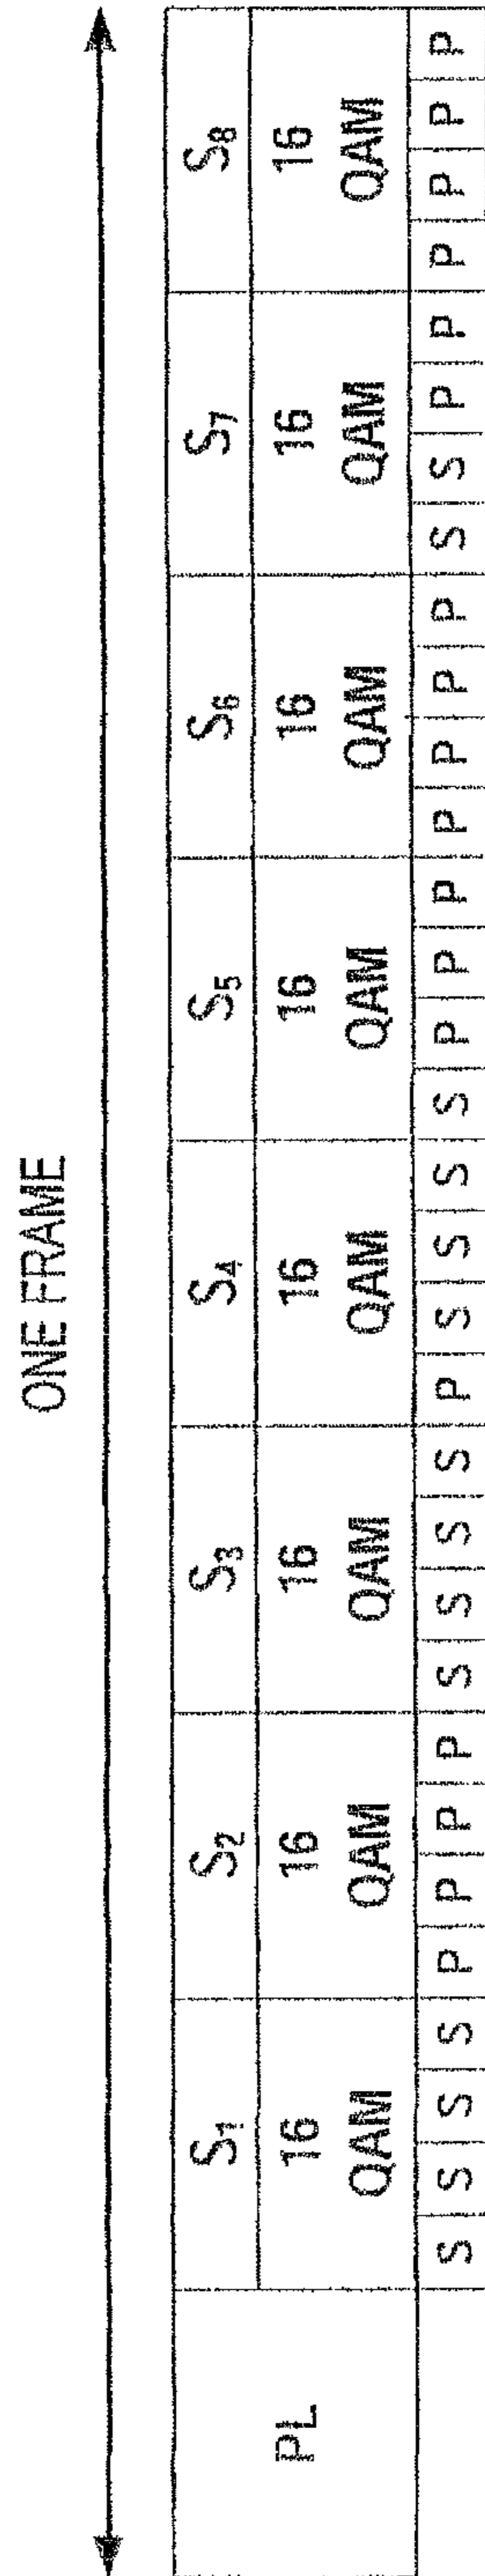 ONE FRAME
S₁ S₂ S₃ S₄ S₅ S₆ S₇ S₈
PL 16 16 16 16 16 16 16 16
QAM QAM QAM QAM QAM QAM QAM QAM
S S S S P P P P S S S S P S S S S P P P P P P P S S P P P P P P